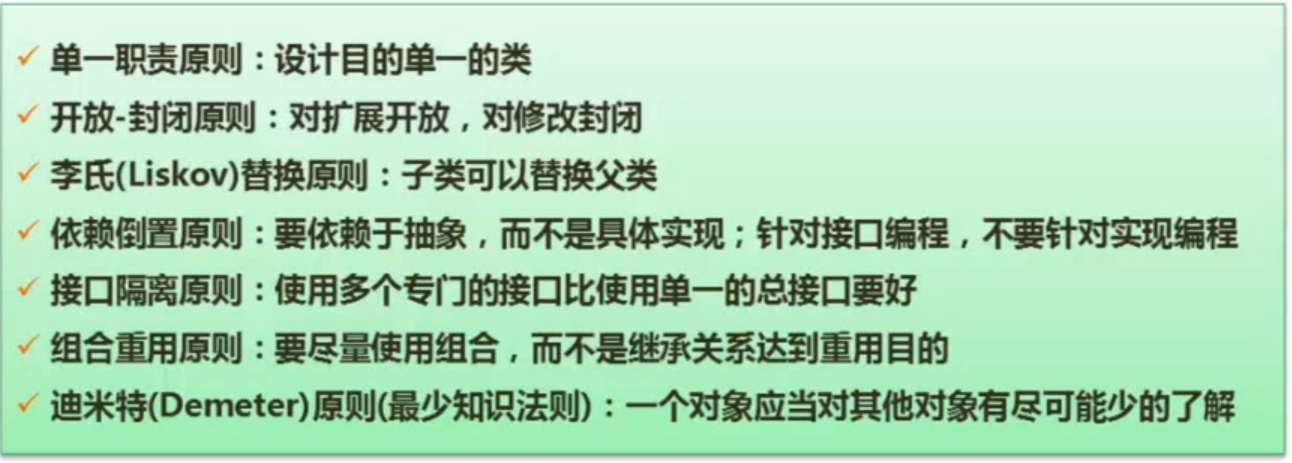 ✓ 单一职责原则：设计目的单一的类
✓ 开放-封闭原则：对扩展开放，对修改封闭
✓ 李氏(Liskov)替换原则：子类可以替换父类
✓ 依赖倒置原则：要依赖于抽象，而不是具体实现；针对接口编程，不要针对实现编程
✓ 接口隔离原则：使用多个专门的接口比使用单一的总接口要好
✓ 组合重用原则：要尽量使用组合，而不是继承关系达到重用目的
✓ 迪米特(Demeter)原则(最少知识法则)：一个对象应当对其他对象有尽可能少的了解